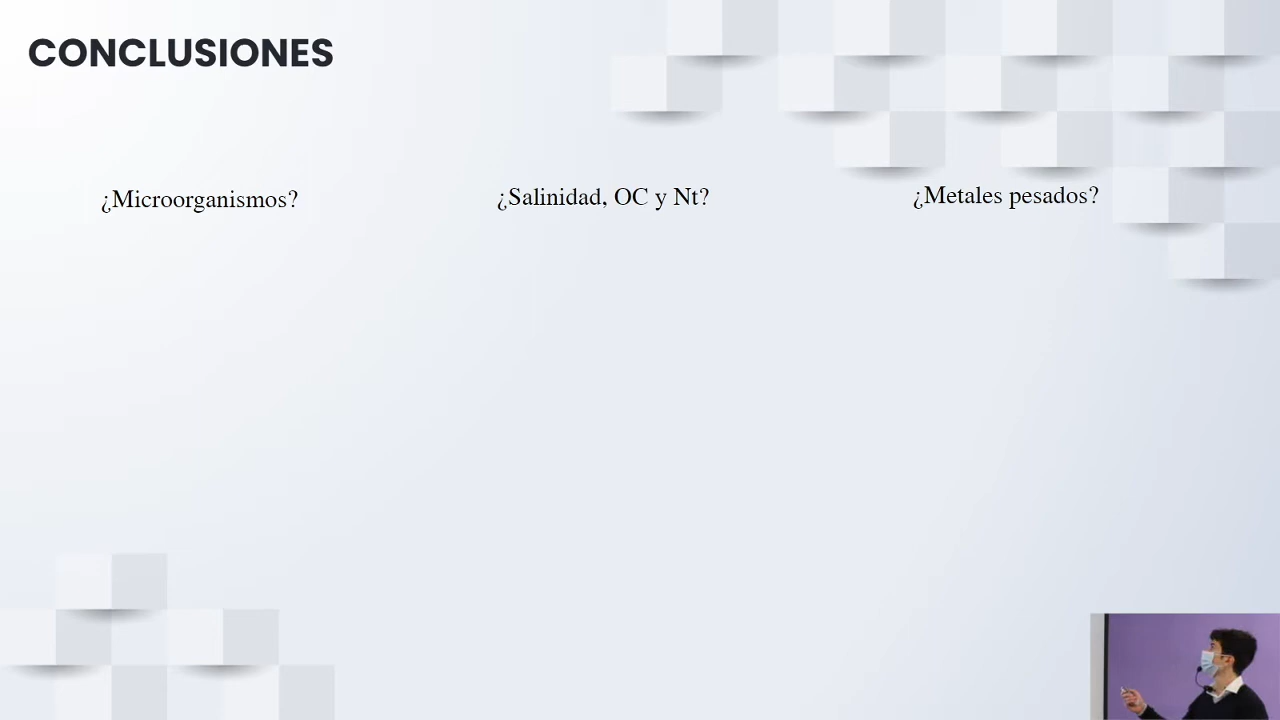 CONCLUSIONES
¿Microorganismos?
¿Salinidad, OC y Nt?
¿Metales pesados?